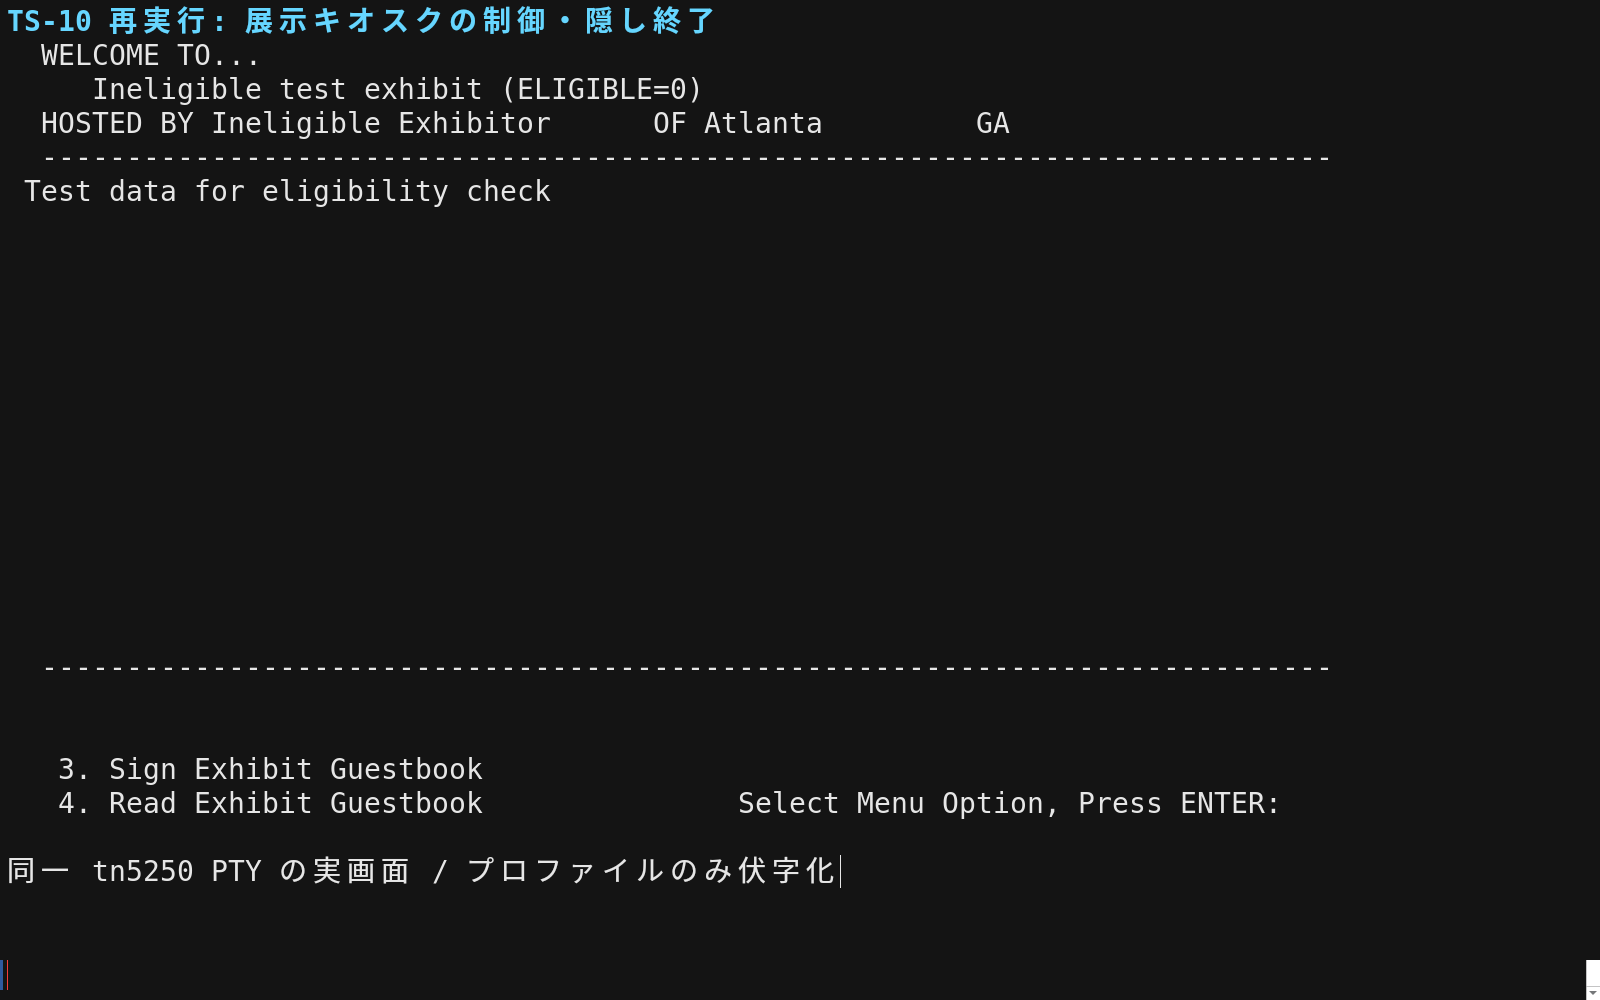 TS-10 再実行: 展示キオスクの制御・隠し終了
WELCOME TO...
Ineligible test exhibit (ELIGIBLE=0)
HOSTED BY Ineligible Exhibitor      OF Atlanta         GA
----------------------------------------------------------------------------
Test data for eligibility check
----------------------------------------------------------------------------
3. Sign Exhibit Guestbook
4. Read Exhibit Guestbook               Select Menu Option, Press ENTER:
同一 tn5250 PTY の実画面 / プロファイルのみ伏字化